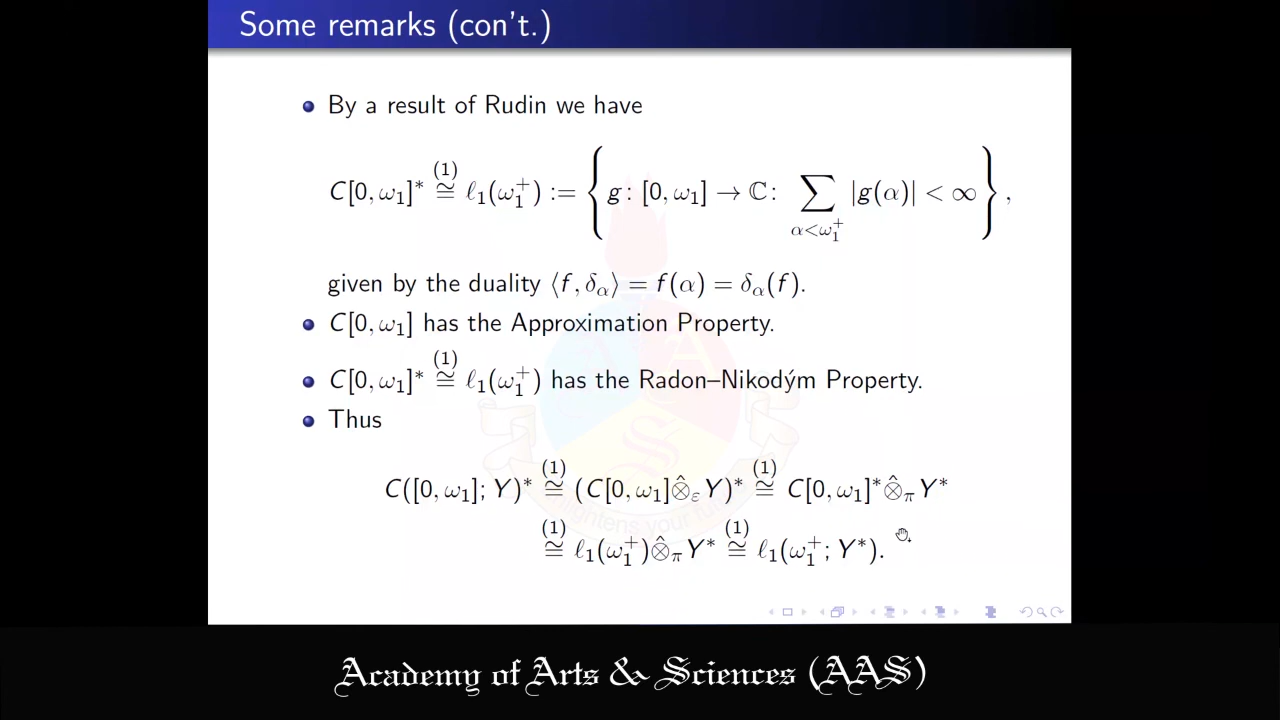 Some remarks (con't.)
By a result of Rudin we have
C[0, ω₁]* ≅⁽¹⁾ ℓ₁(ω₁⁺) := { g : [0, ω₁] → ℂ : ∑_{α<ω₁⁺} |g(α)| < ∞ } ,
given by the duality ⟨f, δ_α⟩ = f(α) = δ_α(f).
C[0, ω₁] has the Approximation Property.
C[0, ω₁]* ≅⁽¹⁾ ℓ₁(ω₁⁺) has the Radon–Nikodým Property.
Thus
C([0, ω₁]; Y)* ≅⁽¹⁾ (C[0, ω₁] ⊗̂_ε Y)* ≅⁽¹⁾ C[0, ω₁]* ⊗̂_π Y*
≅⁽¹⁾ ℓ₁(ω₁⁺) ⊗̂_π Y* ≅⁽¹⁾ ℓ₁(ω₁⁺; Y*).
Academy of Arts & Sciences (AAS)